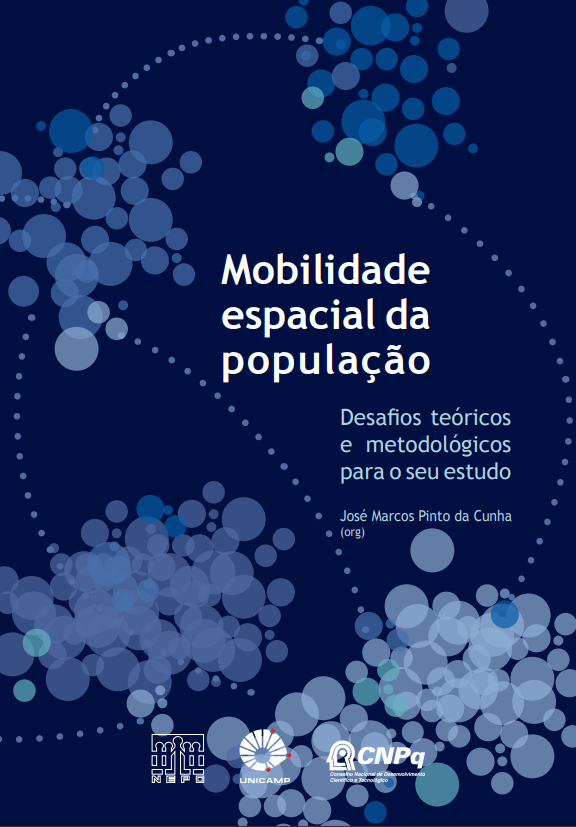 Mobilidade
espacial da
população
Desafios teóricos
e metodológicos
para o seu estudo
José Marcos Pinto da Cunha
(org)
NEPO
UNICAMP
CNPq
Conselho Nacional de Desenvolvimento
Científico e Tecnológico